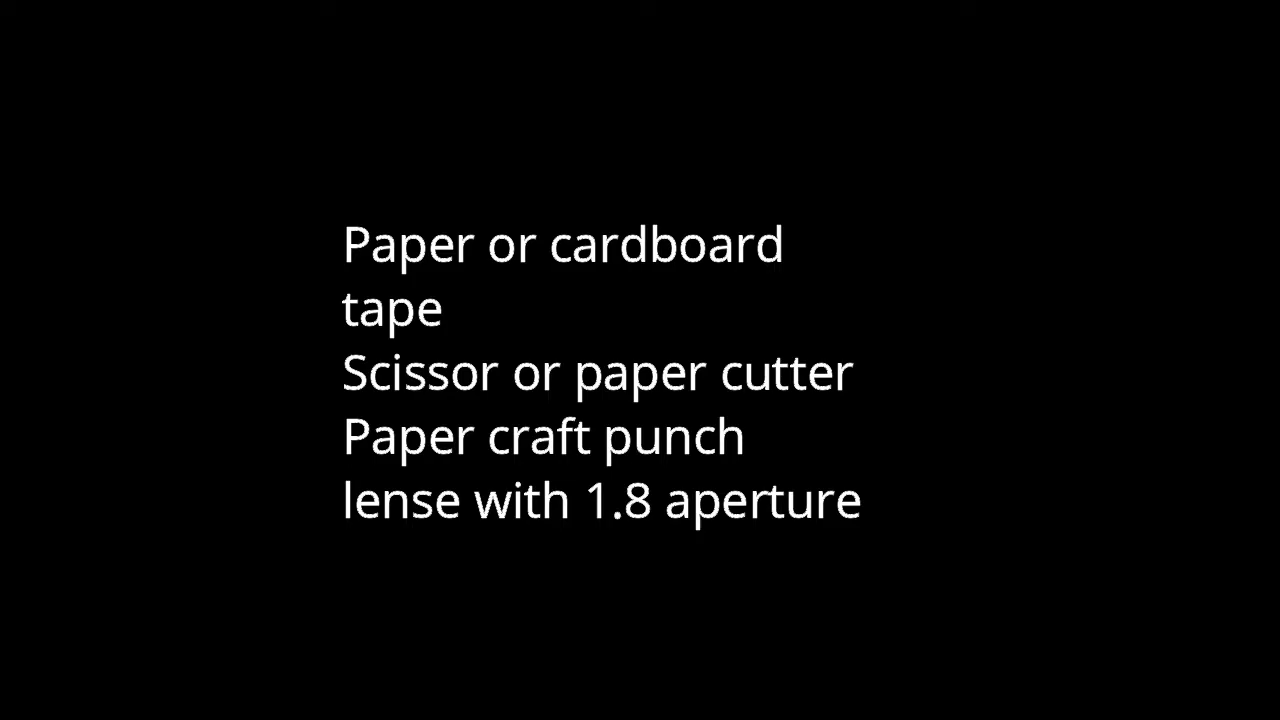 Paper or cardboard
tape
Scissor or paper cutter
Paper craft punch
lense with 1.8 aperture